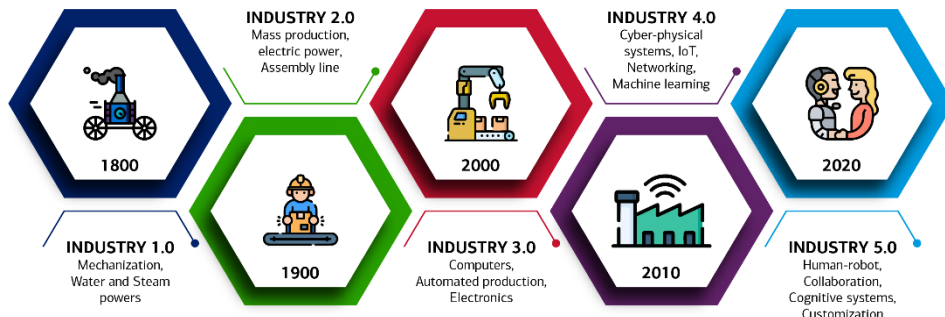 INDUSTRY 2.0
Mass production,
electric power,
Assembly line
INDUSTRY 4.0
Cyber-physical
systems, IoT,
Networking,
Machine learning
1800
2000
2020
INDUSTRY 1.0
Mechanization,
Water and Steam
powers
1900
INDUSTRY 3.0
Computers,
Automated production,
Electronics
2010
INDUSTRY 5.0
Human-robot,
Collaboration,
Cognitive systems,
Customization